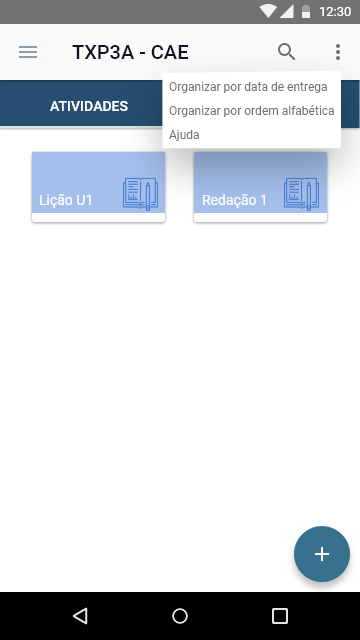 12:30
TXP3A - CAE
Organizar por data de entrega
Organizar por ordem alfabética
Ajuda
ATIVIDADES
Lição U1
Redação 1